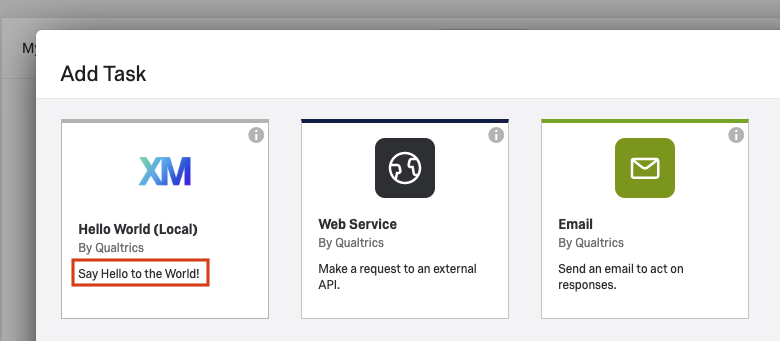 My
Add Task
XM
Hello World (Local)
By Qualtrics
Say Hello to the World!
Web Service
By Qualtrics
Make a request to an external
API.
Email
By Qualtrics
Send an email to act on
responses.